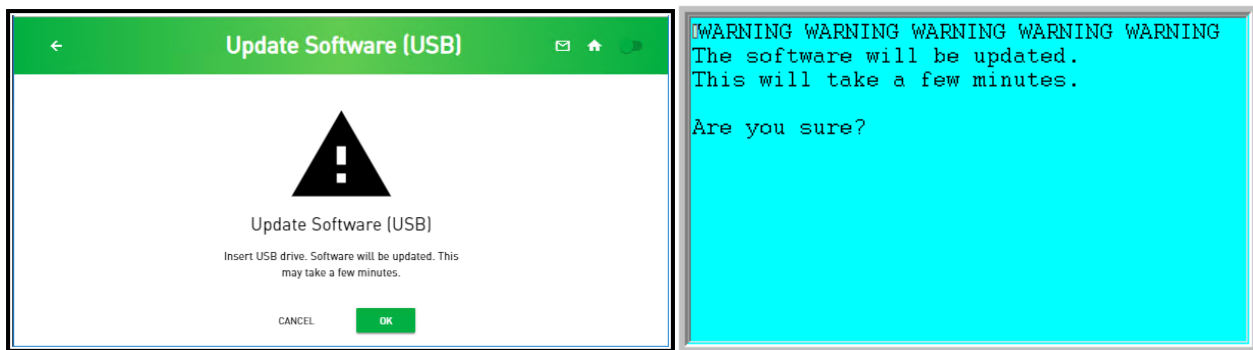 Update Software (USB)
Update Software (USB)
Insert USB drive. Software will be updated. This
may take a few minutes.
CANCEL OK
WARNING WARNING WARNING WARNING WARNING
The software will be updated.
This will take a few minutes.
Are you sure?